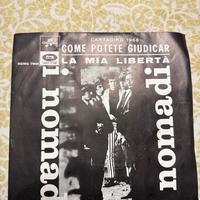 CANTAGIRO 1966
COME POTETE GIUDICAR
LA MIA LIBERTÀ
i nomadi
nomadi